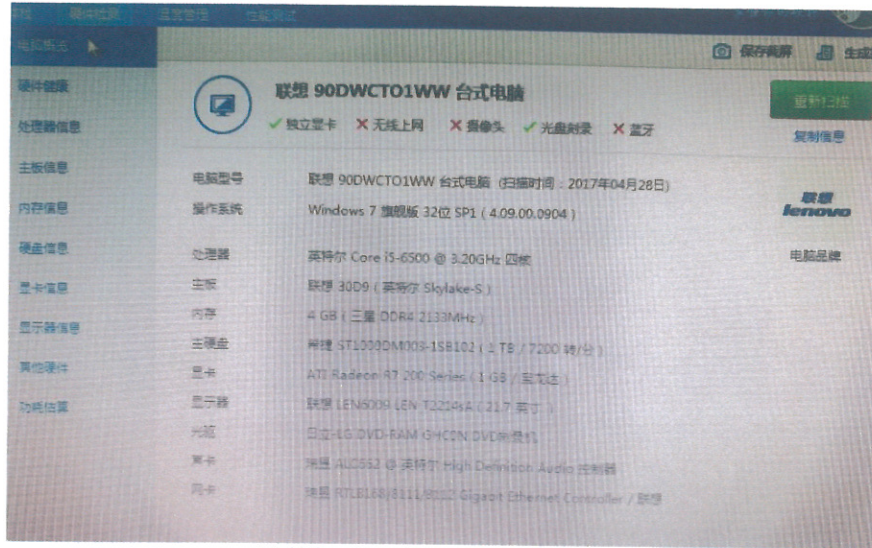 硬件检测
温度管理
性能测试
电脑概览
保存截屏
生成
硬件健康
处理器信息
主板信息
内存信息
硬盘信息
显卡信息
显示器信息
其他硬件
功耗估算
联想 90DWCTO1WW 台式电脑
独立显卡 无线上网 摄像头 光盘刻录 蓝牙
重新扫描
复制信息
电脑型号 联想 90DWCTO1WW 台式电脑 (扫描时间：2017年04月28日)
操作系统 Windows 7 旗舰版 32位 SP1 ( 4.09.00.0904 )
联想
lenovo
电脑品牌
处理器 英特尔 Core i5-6500 @ 3.20GHz 四核
主板 联想 30D9 ( 英特尔 Skylake-S )
内存 4 GB ( 三星 DDR4 2133MHz )
主硬盘 希捷 ST1000DM003-1SB102 ( 1 TB / 7200 转/分 )
显卡 ATI Radeon R7 200 Series ( 1 GB / 蓝宝 )
显示器 联想 LEN6009 LEN T2214sA ( 21.7 英寸 )
光驱 日立-LG DVD-RAM GHC0N DVD刻录机
声卡 瑞昱 ALC662 @ 英特尔 High Definition Audio 控制器
网卡 瑞昱 RTL8168/8111/8112 Gigabit Ethernet Controller / 联想